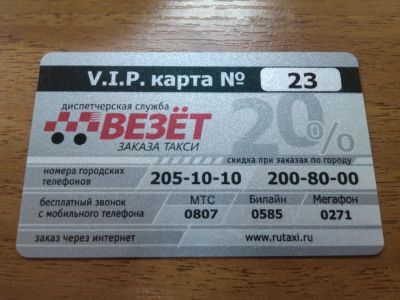 V.I.P. карта № 23
диспетчерская служба
ВЕЗЁТ
ЗАКАЗА ТАКСИ
20%
скидка при заказах по городу
номера городских
телефонов
205-10-10 200-80-00
бесплатный звонок
с мобильного телефона
МТС Билайн Мегафон
0807 0585 0271
заказ через интернет www.rutaxi.ru